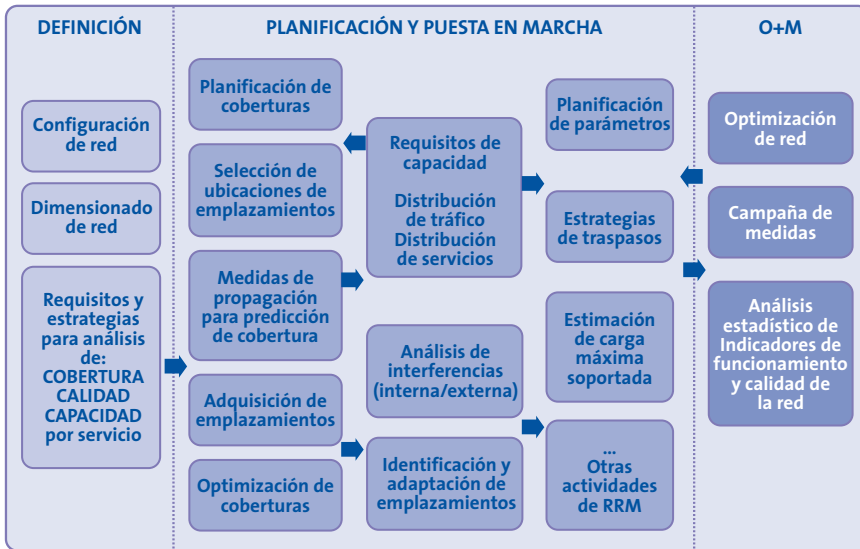 DEFINICIÓN
PLANIFICACIÓN Y PUESTA EN MARCHA
O+M
Configuración
de red
Dimensionado
de red
Requisitos y
estrategias
para análisis
de:
COBERTURA
CALIDAD
CAPACIDAD
por servicio
Planificación de
coberturas
Selección de
ubicaciones de
emplazamientos
Medidas de
propagación
para predicción
de cobertura
Adquisición de
emplazamientos
Optimización de
coberturas
Requisitos de
capacidad
Distribución
de tráfico
Distribución
de servicios
Análisis de
interferencias
(interna/externa)
Identificación y
adaptación de
emplazamientos
Planificación
de parámetros
Estrategias
de traspasos
Estimación
de carga
máxima
soportada
...
Otras
actividades
de RRM
Optimización
de red
Campaña de
medidas
Análisis
estadístico de
Indicadores de
funcionamiento
y calidad de
la red